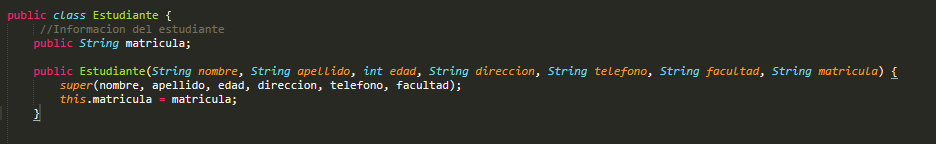 public class Estudiante {
//Informacion del estudiante
public String matricula;
public Estudiante(String nombre, String apellido, int edad, String direccion, String telefono, String facultad, String matricula) {
super(nombre, apellido, edad, direccion, telefono, facultad);
this.matricula = matricula;
}